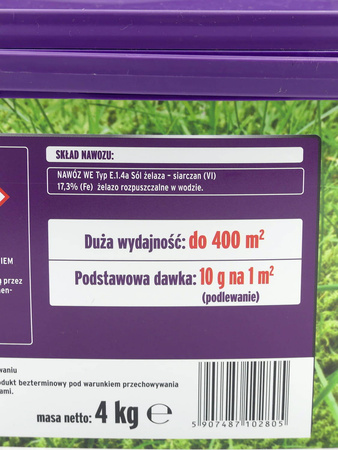 SKŁAD NAWOZU:
NAWÓZ WE Typ E.1.4a Sól żelaza – siarczan (VI)
17,3% (Fe) żelazo rozpuszczalne w wodzie.
Duża wydajność: do 400 m²
Podstawowa dawka: 10 g na 1 m²
(podlewanie)
IEM
przez
en-
waniu
dukt bezterminowy pod warunkiem przechowywania
ami.
masa netto: 4 kg ℮
5 907487 102805